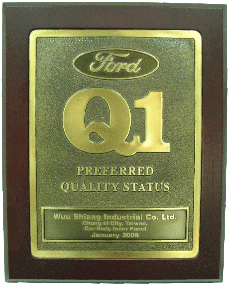 Ford
Q1
PREFERRED
QUALITY STATUS
Wuu Shiang Industrial Co. Ltd.
Chung Li City, Taiwan,
Car Body Inner Panel
January 2008